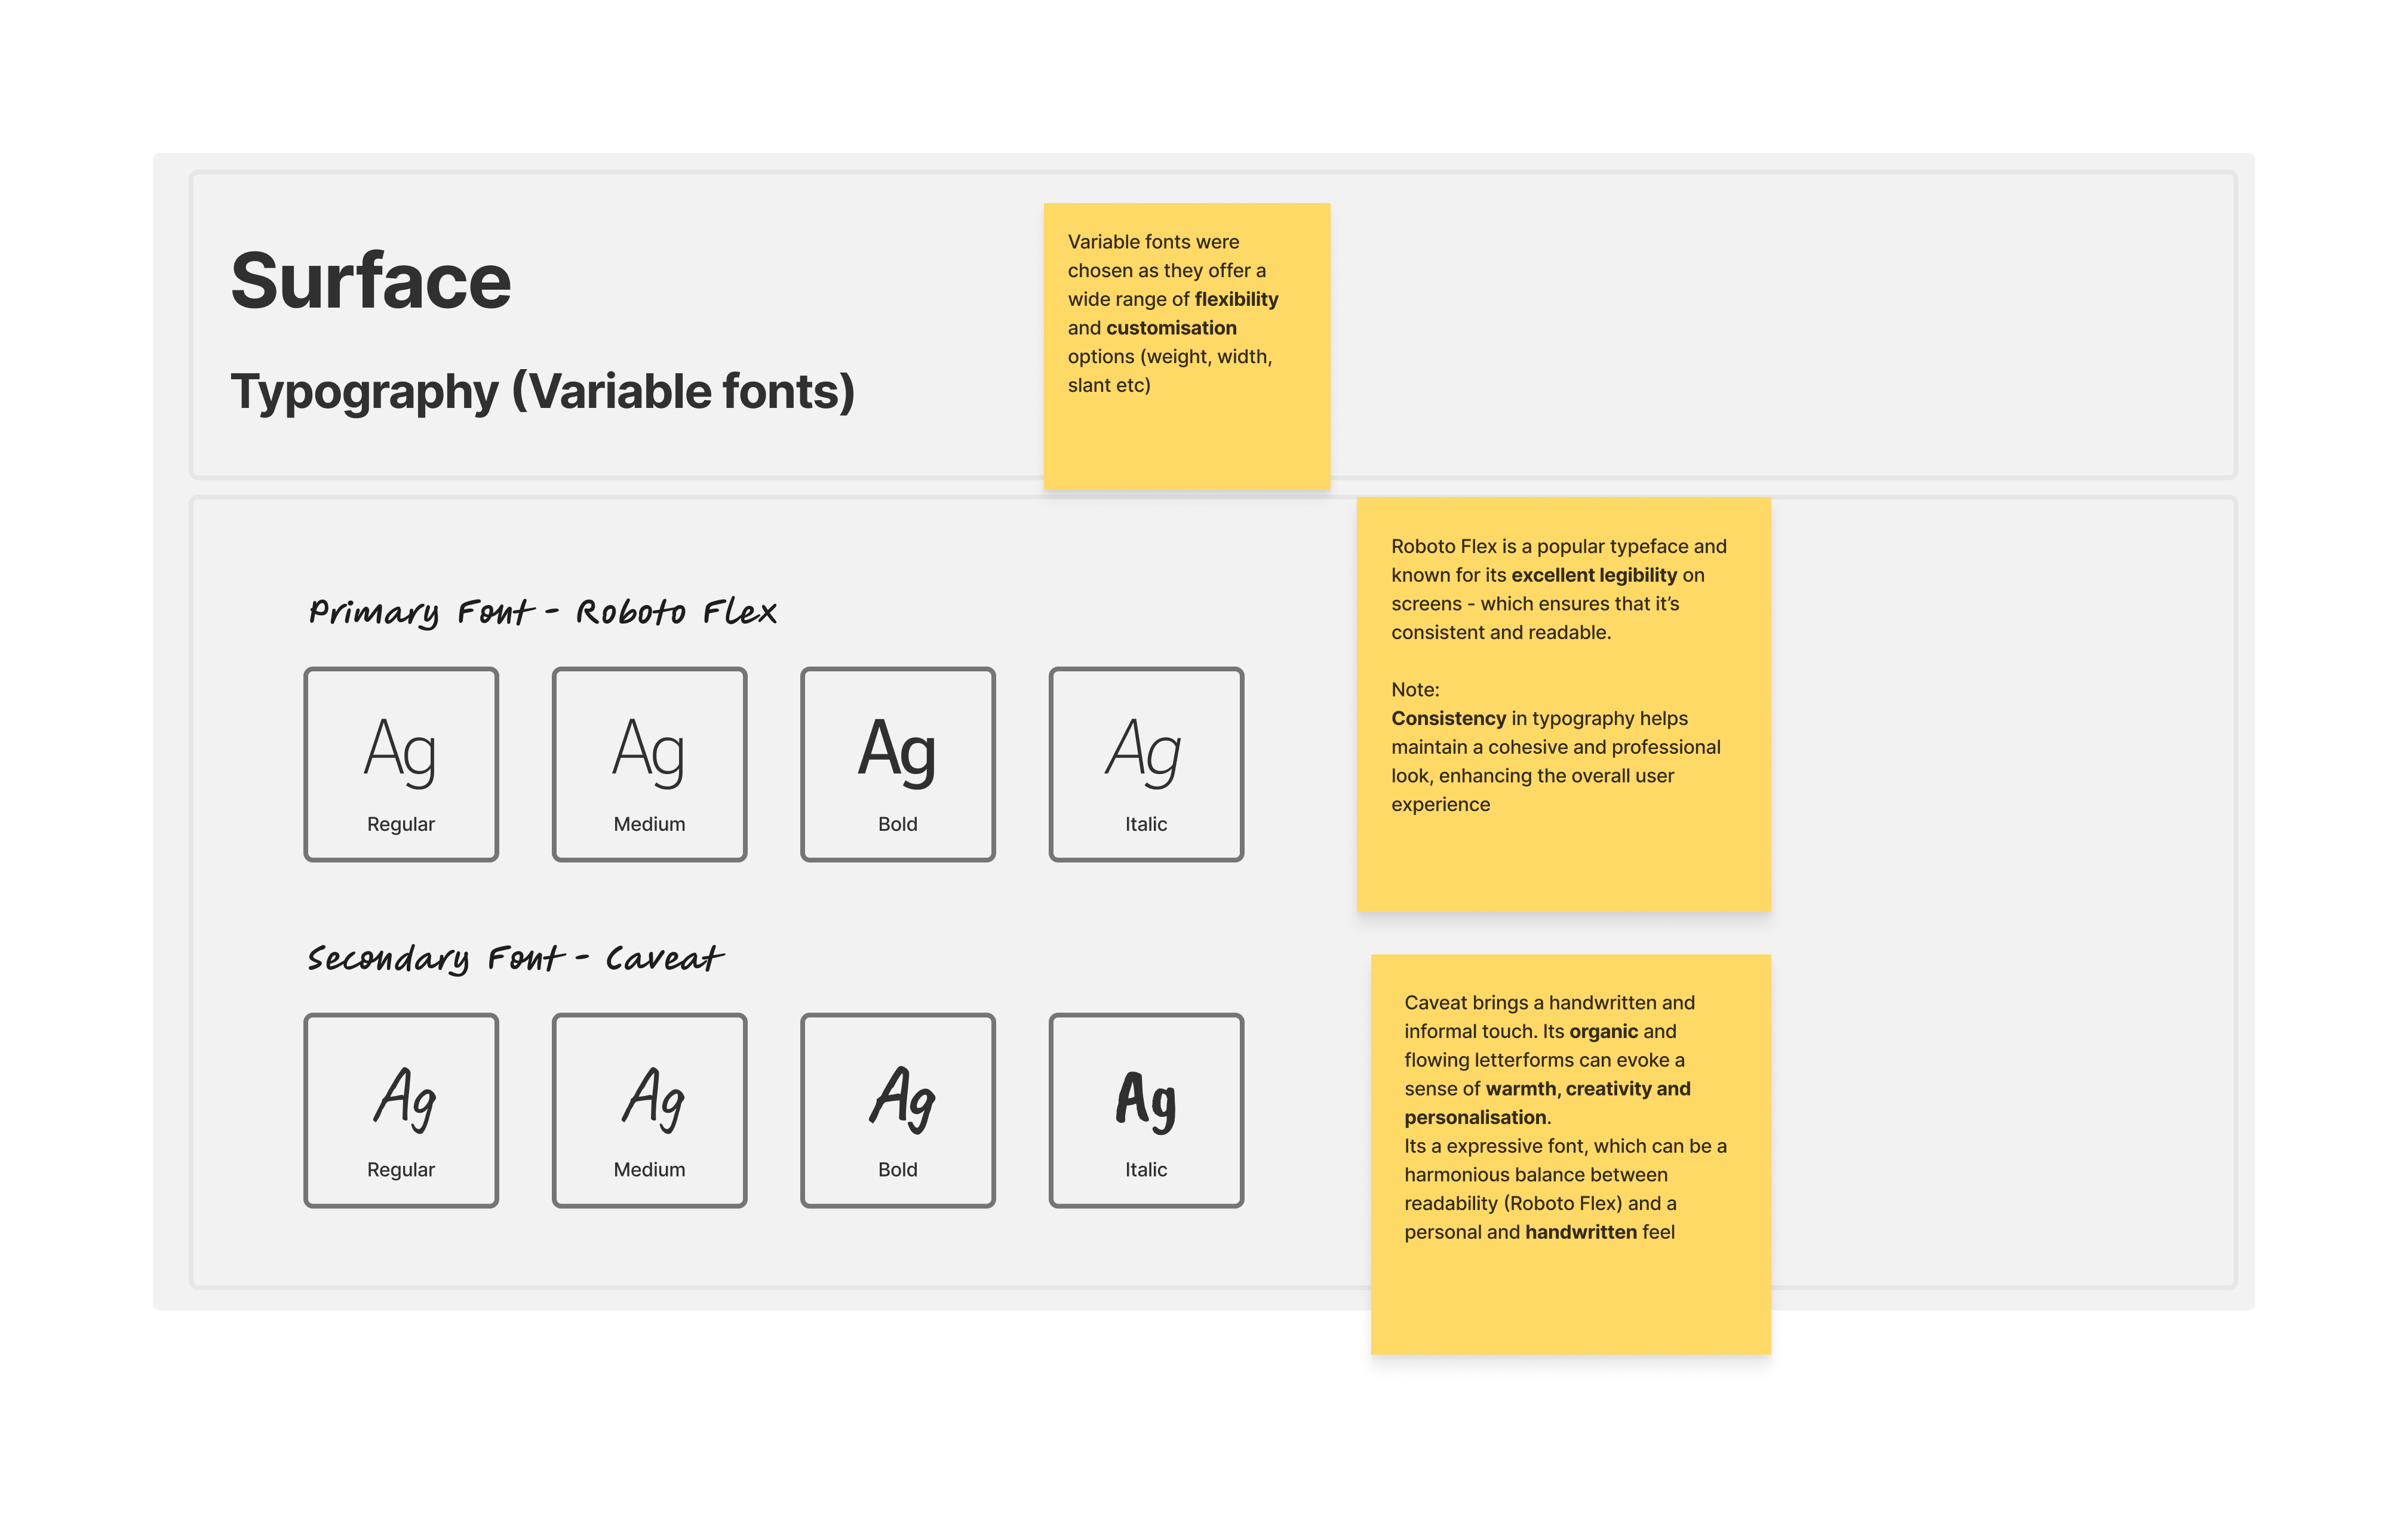 Surface
Typography (Variable fonts)
Variable fonts were
chosen as they offer a
wide range of flexibility
and customisation
options (weight, width,
slant etc)
Primary Font - Roboto Flex
Ag
Regular
Ag
Medium
Ag
Bold
Ag
Italic
Roboto Flex is a popular typeface and
known for its excellent legibility on
screens - which ensures that it’s
consistent and readable.
Note:
Consistency in typography helps
maintain a cohesive and professional
look, enhancing the overall user
experience
Secondary Font - Caveat
Ag
Regular
Ag
Medium
Ag
Bold
Ag
Italic
Caveat brings a handwritten and
informal touch. Its organic and
flowing letterforms can evoke a
sense of warmth, creativity and
personalisation.
Its a expressive font, which can be a
harmonious balance between
readability (Roboto Flex) and a
personal and handwritten feel